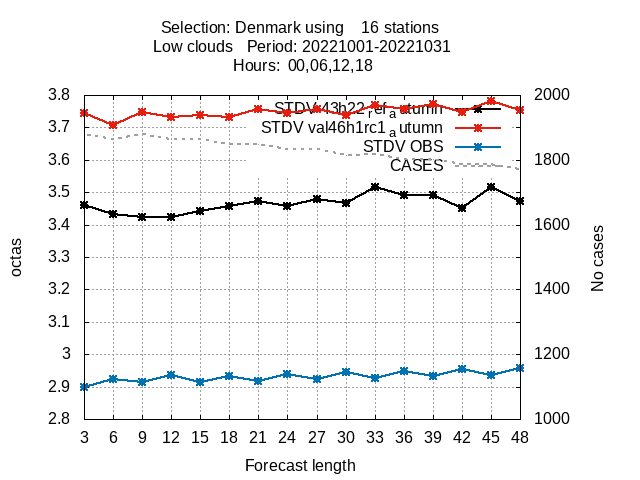 Selection: Denmark using 16 stations
Low clouds Period: 20221001-20221031
Hours: 00,06,12,18
3.8
3.7
3.6
3.5
3.4
3.3
3.2
3.1
3
2.9
2.8
octas
STDV val46h1rc1 a utumn
STDV OBS
CASES
2000
1800
1600
1400
1200
1000
No cases
3 6 9 12 15 18 21 24 27 30 33 36 39 42 45 48
Forecast length